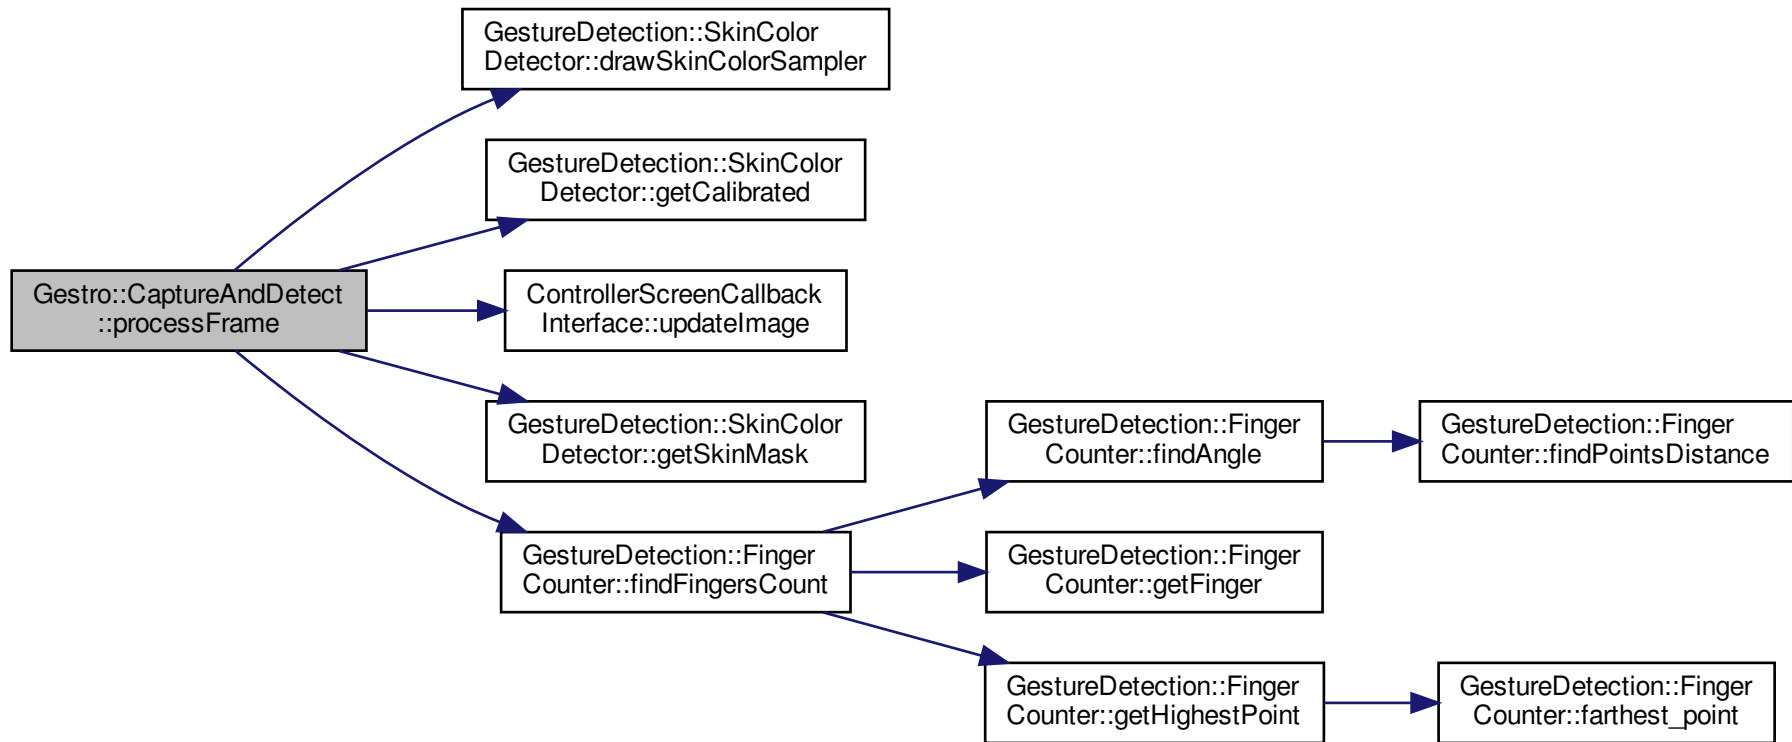 GestureDetection::SkinColor
Detector::drawSkinColorSampler
GestureDetection::SkinColor
Detector::getCalibrated
Gestro::CaptureAndDetect
::processFrame
ControllerScreenCallback
Interface::updateImage
GestureDetection::SkinColor
Detector::getSkinMask
GestureDetection::Finger
Counter::findAngle
GestureDetection::Finger
Counter::findPointsDistance
GestureDetection::Finger
Counter::findFingersCount
GestureDetection::Finger
Counter::getFinger
GestureDetection::Finger
Counter::getHighestPoint
GestureDetection::Finger
Counter::farthest_point